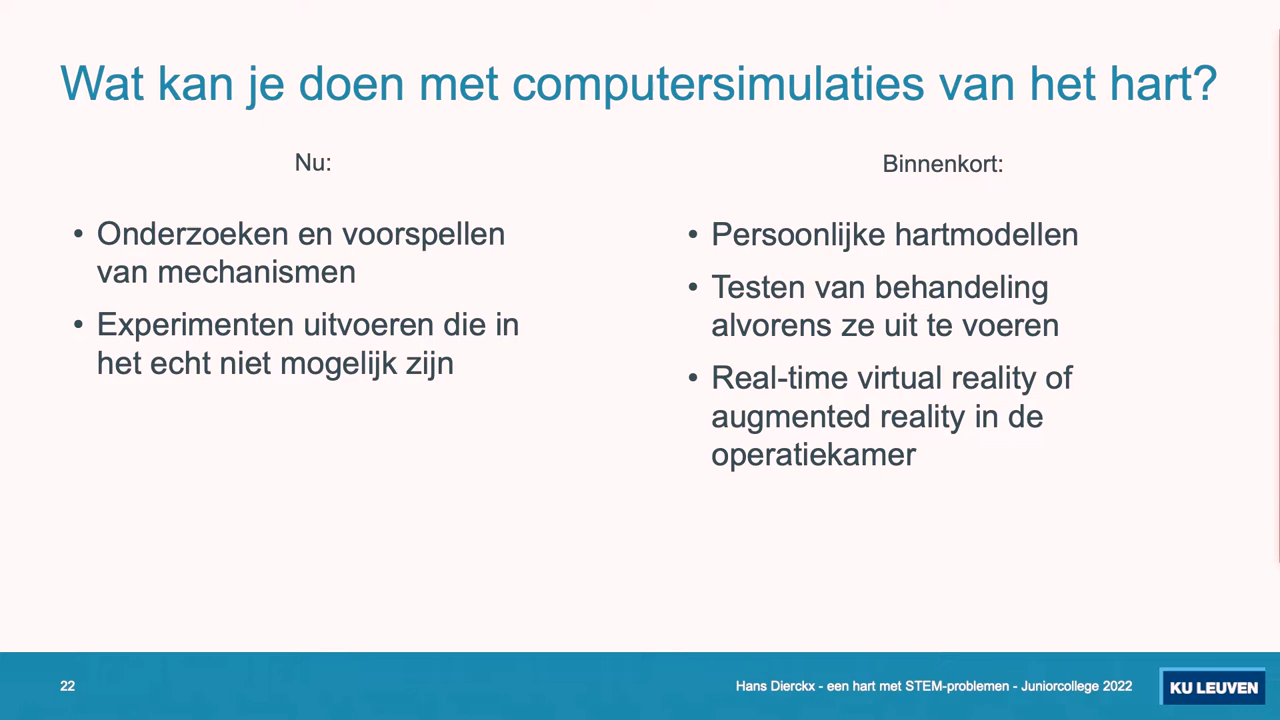 Wat kan je doen met computersimulaties van het hart?
Nu:
• Onderzoeken en voorspellen
van mechanismen
• Experimenten uitvoeren die in
het echt niet mogelijk zijn
Binnenkort:
• Persoonlijke hartmodellen
• Testen van behandeling
alvorens ze uit te voeren
• Real-time virtual reality of
augmented reality in de
operatiekamer
22
Hans Dierckx - een hart met STEM-problemen - Juniorcollege 2022
KU LEUVEN